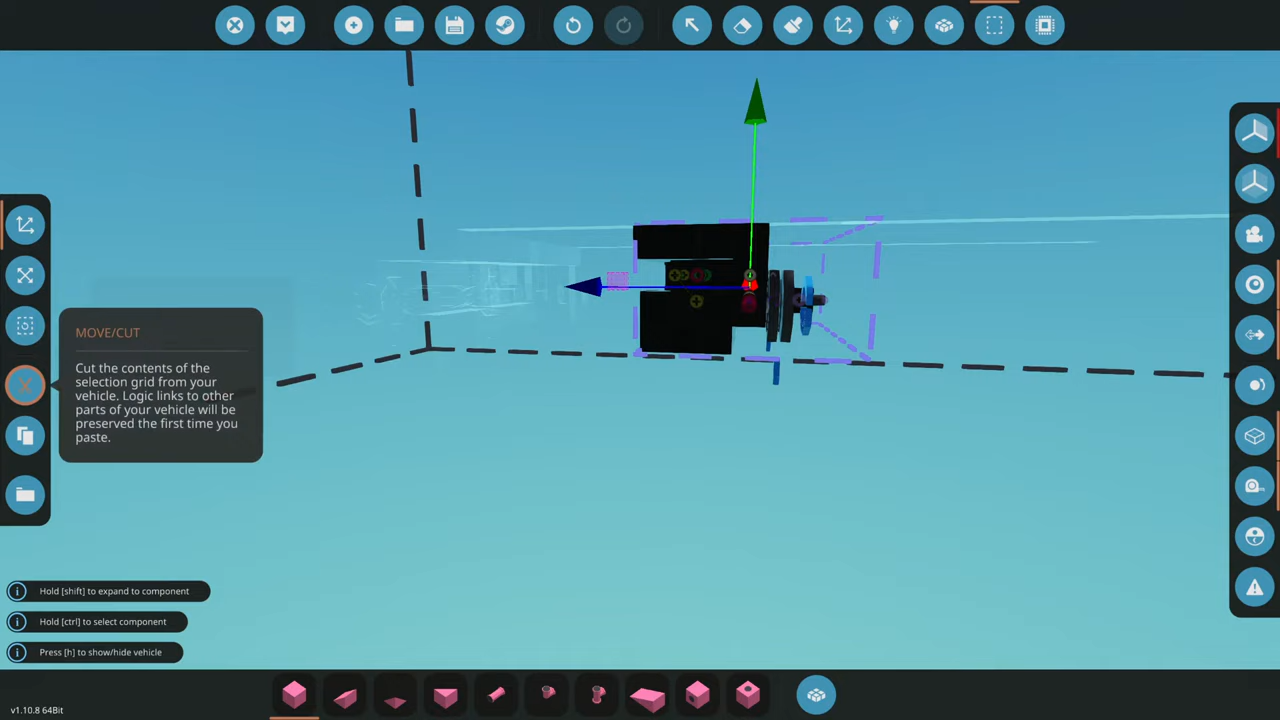 MOVE/CUT
Cut the contents of the
selection grid from your
vehicle. Logic links to other
parts of your vehicle will be
preserved the first time you
paste.
Hold [shift] to expand to component
Hold [ctrl] to select component
Press [h] to show/hide vehicle
v1.10.8 64Bit